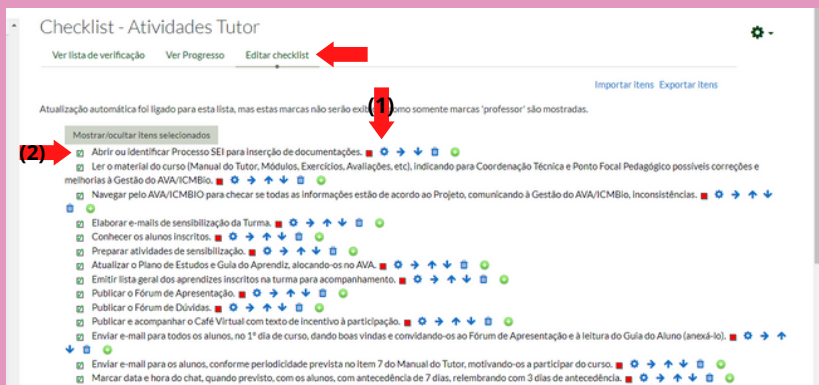 Checklist - Atividades Tutor
Ver lista de verificação Ver Progresso Editar checklist
Importar itens Exportar itens
(1)
Atualização automática foi ligado para esta lista, mas estas marcas não serão como somente marcas 'professor' são mostradas.
Mostrar/ocultar itens selecionados
(2)
Abrir ou identificar Processo SEI para inserção de documentações.
Ler o material do curso (Manual do Tutor, Módulos, Exercícios, Avaliações, etc), indicando para Coordenação Técnica e Ponto Focal Pedagógico possíveis correções e
melhorias à Gestão do AVA/ICMBio.
Navegar pelo AVA/ICMBIO para checar se todas as informações estão de acordo ao Projeto, comunicando à Gestão do AVA/ICMBio, inconsistências.
Elaborar e-mails de sensibilização da Turma.
Conhecer os alunos inscritos.
Preparar atividades de sensibilização.
Atualizar o Plano de Estudos e Guia do Aprendiz, alocando-os no AVA.
Emitir lista geral dos aprendizes inscritos na turma para acompanhamento.
Publicar o Fórum de Apresentação.
Publicar o Fórum de Dúvidas.
Publicar e acompanhar o Café Virtual com texto de incentivo à participação.
Enviar e-mail para todos os alunos, no 1º dia de curso, dando boas vindas e convidando-os ao Fórum de Apresentação e à leitura do Guia do Aluno (anexá-lo).
Enviar e-mail para os alunos, conforme periodicidade prevista no item 7 do Manual do Tutor, motivando-os a participar do curso.
Marcar data e hora do chat, quando previsto, com os alunos, com antecedência de 7 dias, relembrando com 3 dias de antecedência.